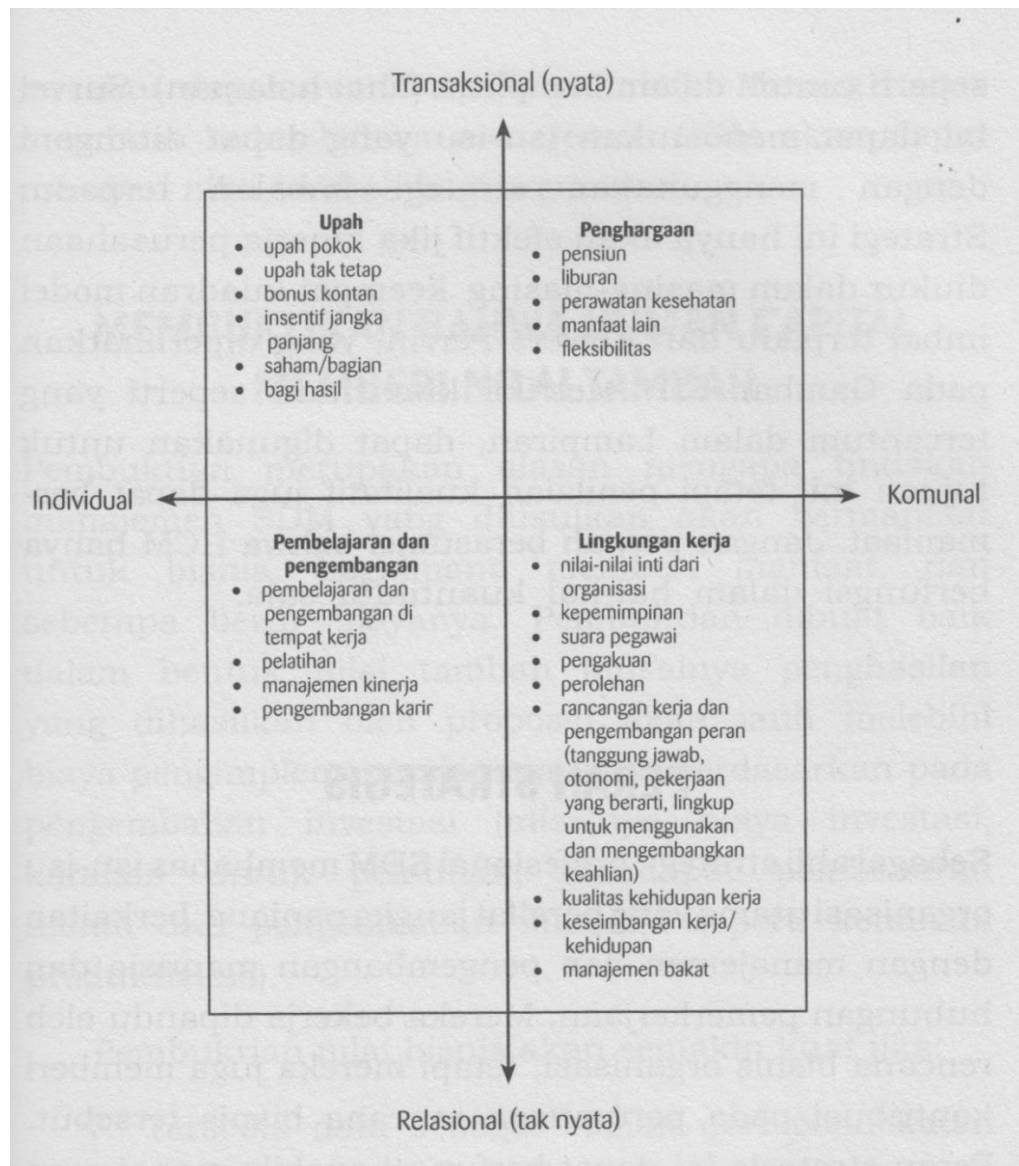 Transaksional (nyata)
Upah
• upah pokok
• upah tak tetap
• bonus kontan
• insentif jangka
panjang
• saham/bagian
• bagi hasil
Penghargaan
• pensiun
• liburan
• perawatan kesehatan
• manfaat lain
• fleksibilitas
Individual
Komunal
Pembelajaran dan
pengembangan
• pembelajaran dan
pengembangan di
tempat kerja
• pelatihan
• manajemen kinerja
• pengembangan karir
Lingkungan kerja
• nilai-nilai inti dari
organisasi
• kepemimpinan
• suara pegawai
• pengakuan
• perolehan
• rancangan kerja dan
pengembangan peran
(tanggung jawab,
otonomi, pekerjaan
yang berarti, lingkup
untuk menggunakan
dan mengembangkan
keahlian)
• kualitas kehidupan kerja
• keseimbangan kerja/
kehidupan
• manajemen bakat
Relasional (tak nyata)